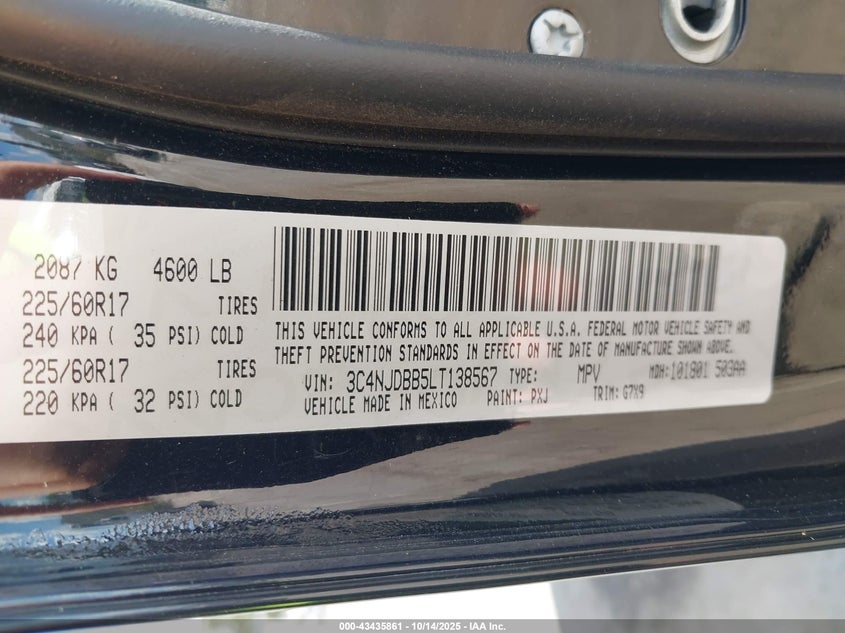 2087 KG 4600 LB
225/60R17 TIRES
240 KPA ( 35 PSI) COLD
225/60R17 TIRES
220 KPA ( 32 PSI) COLD
THIS VEHICLE CONFORMS TO ALL APPLICABLE U.S.A. FEDERAL MOTOR VEHICLE SAFETY AND
THEFT PREVENTION STANDARDS IN EFFECT ON THE DATE OF MANUFACTURE SHOWN ABOVE.
VIN: 3C4NJDBB5LT138567 TYPE: MPV MDH: 101801 503AA
VEHICLE MADE IN MEXICO PAINT: PXJ TRIM: G7X9
000-43435861 - 10/14/2025 - IAA Inc.